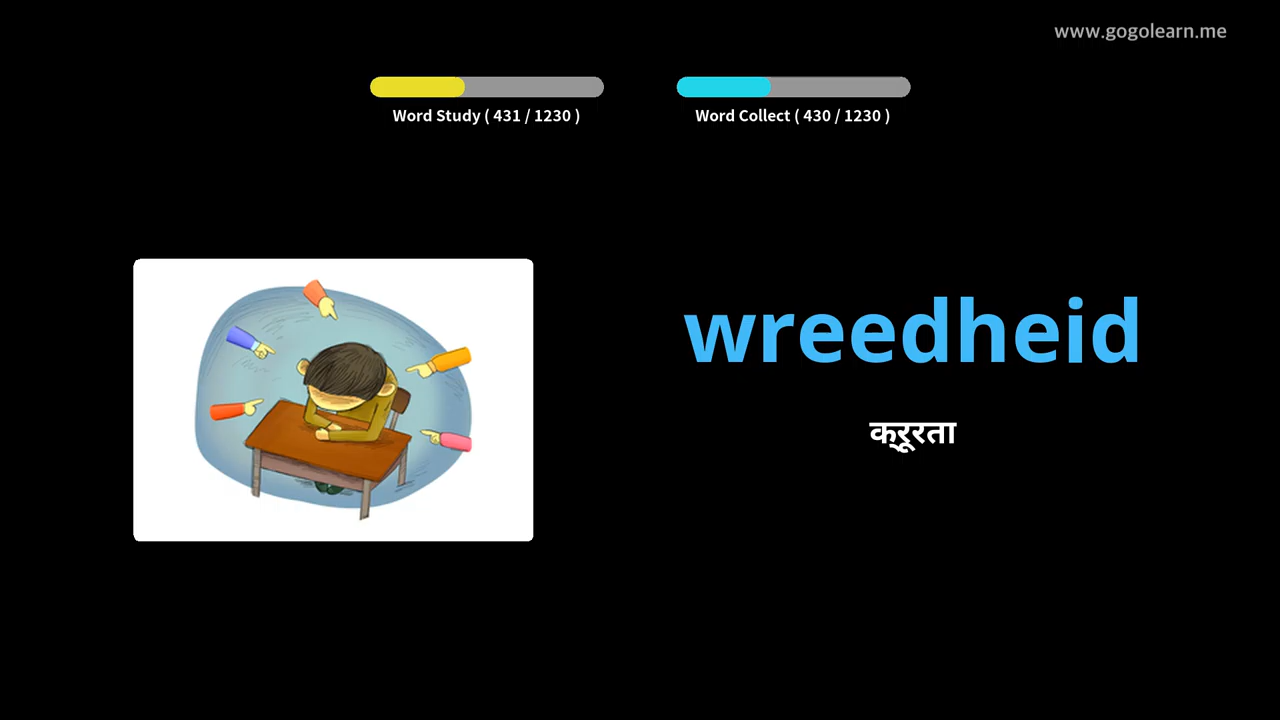 www.gogolearn.me
Word Study ( 431 / 1230 )
Word Collect ( 430 / 1230 )
wreedheid
क्रूरता